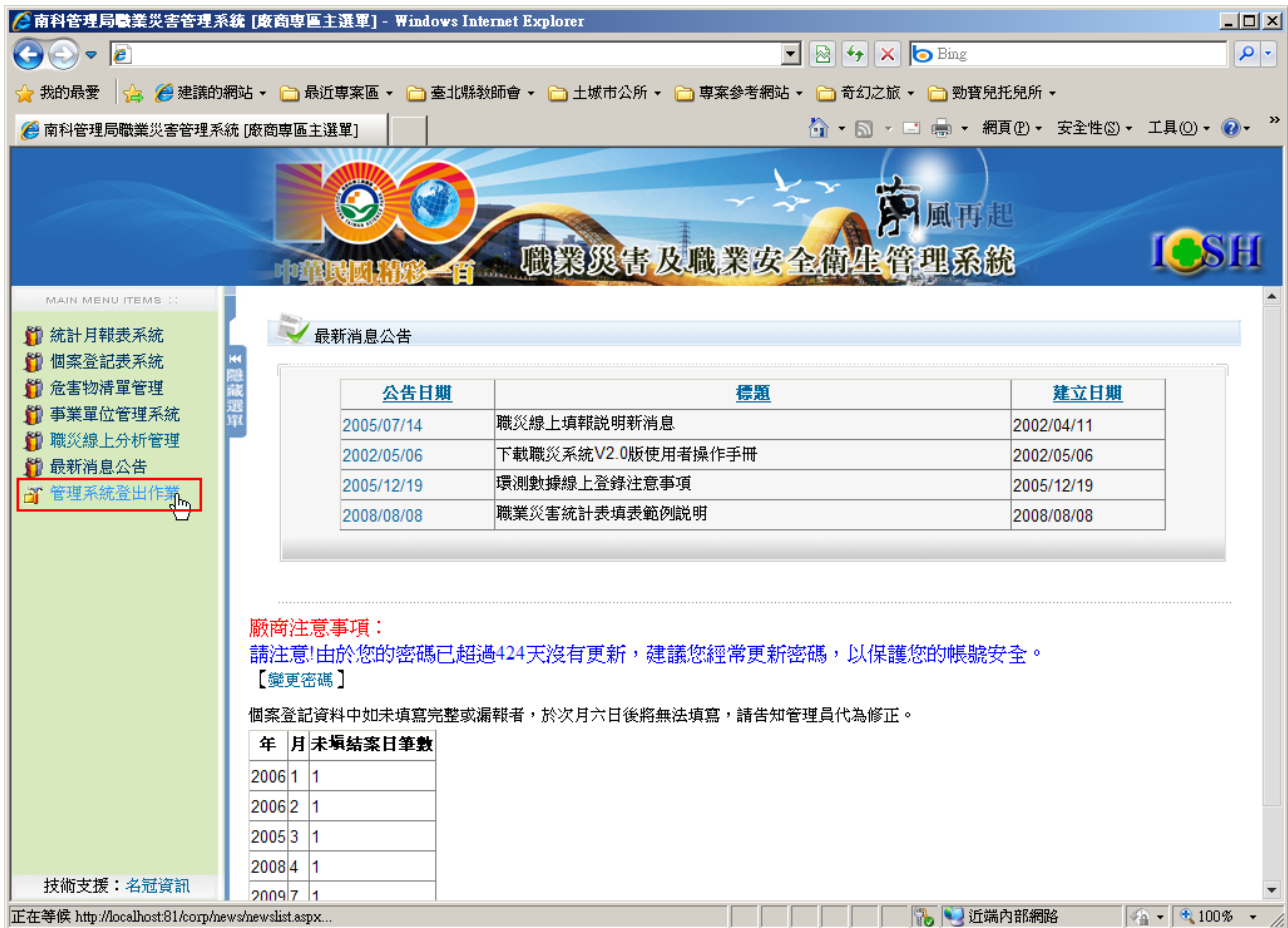 南科管理局職業災害管理系統 [廠商專區主選單] - Windows Internet Explorer
Bing
我的最愛 建議的網站 最近專案區 臺北縣教師會 土城市公所 專案參考網站 奇幻之旅 勁寶兒托兒所
南科管理局職業災害管理系統 [廠商專區主選單] 網頁(P) 安全性(S) 工具(O) »
100
中華民國 精彩一百
南風再起
職業災害及職業安全衛生管理系統
IOSH
MAIN MENU ITEMS ::
統計月報表系統
個案登記表系統
危害物清單管理
事業單位管理系統
職災線上分析管理
最新消息公告
管理系統登出作業
技術支援：名冠資訊
隱藏選單
最新消息公告
公告日期 標題 建立日期
2005/07/14 職災線上填報說明新消息 2002/04/11
2002/05/06 下載職災系統V2.0版使用者操作手冊 2002/05/06
2005/12/19 環測數據線上登錄注意事項 2005/12/19
2008/08/08 職業災害統計表填表範例說明 2008/08/08
廠商注意事項：
請注意!由於您的密碼已超過424天沒有更新，建議您經常更新密碼，以保護您的帳號安全。
【變更密碼】
個案登記資料中如未填寫完整或漏報者，於次月六日後將無法填寫，請告知管理員代為修正。
年 月 未填結案日筆數
2006 1 1
2006 2 1
2005 3 1
2008 4 1
2009 7 1
正在等候 http://localhost:81/corp/news/newslist.aspx... 近端內部網路 100%